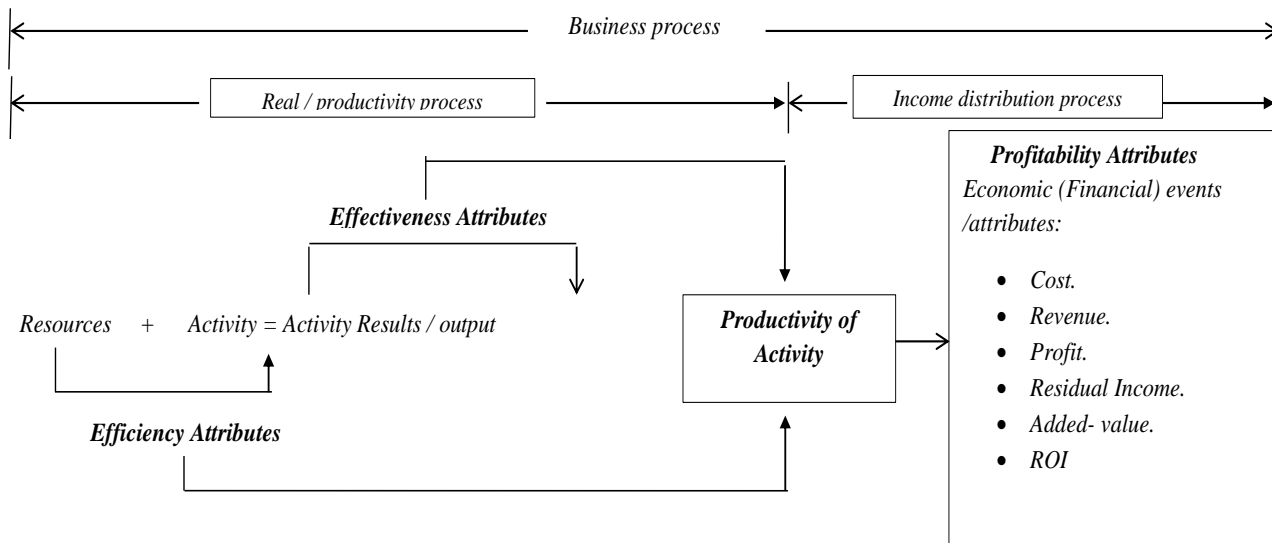 Business process
Real / productivity process
Income distribution process
Profitability Attributes
Economic (Financial) events
/attributes:
Effectiveness Attributes
• Cost.
• Revenue.
• Profit.
• Residual Income.
• Added- value.
• ROI
Resources + Activity = Activity Results / output
Productivity of
Activity
Efficiency Attributes